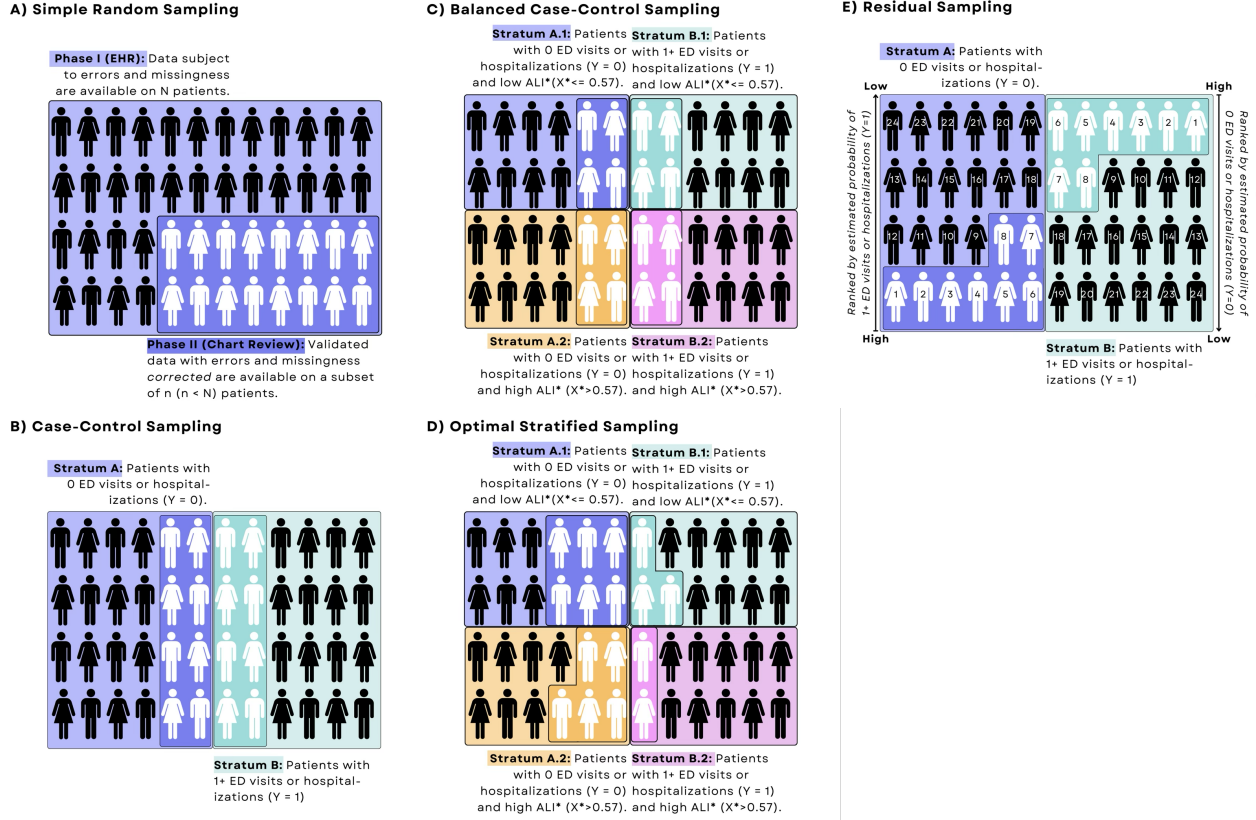 A) Simple Random Sampling
Phase I (EHR): Data subject
to errors and missingness
are available on N patients.
Phase II (Chart Review): Validated
data with errors and missingness
corrected are available on a subset
of n (n < N) patients.
B) Case-Control Sampling
Stratum A: Patients with
0 ED visits or hospital-
izations (Y = 0).
Stratum B: Patients with
1+ ED visits or hospital-
izations (Y = 1)
C) Balanced Case-Control Sampling
Stratum A.1: Patients
with 0 ED visits or
hospitalizations (Y = 0)
and low ALI*(X*<= 0.57).
Stratum B.1: Patients
with 1+ ED visits or
hospitalizations (Y = 1)
and low ALI*(X*<= 0.57).
Stratum A.2: Patients
with 0 ED visits or
hospitalizations (Y = 0)
and high ALI* (X*>0.57).
Stratum B.2: Patients
with 1+ ED visits or
hospitalizations (Y = 1)
and high ALI* (X*>0.57).
D) Optimal Stratified Sampling
Stratum A.1: Patients
with 0 ED visits or
hospitalizations (Y = 0)
and low ALI*(X*<= 0.57).
Stratum B.1: Patients
with 1+ ED visits or
hospitalizations (Y = 1)
and low ALI*(X*<= 0.57).
Stratum A.2: Patients
with 0 ED visits or
hospitalizations (Y = 0)
and high ALI* (X*>0.57).
Stratum B.2: Patients
with 1+ ED visits or
hospitalizations (Y = 1)
and high ALI* (X*>0.57).
E) Residual Sampling
Stratum A: Patients with
0 ED visits or hospital-
izations (Y = 0).
Low
High
Ranked by estimated probability of
1+ ED visits or hospitalizations (Y=1)
24 23 22 21 20 19 6 5 4 3 2 1
13 14 15 16 17 18 7 8 9 10 11 12
12 11 10 9 8 7 18 17 16 15 14 13
1 2 3 4 5 6 19 20 21 22 23 24
Ranked by estimated probability of
0 ED visits or hospitalizations (Y=0)
High
Low
Stratum B: Patients with
1+ ED visits or hospital-
izations (Y = 1)